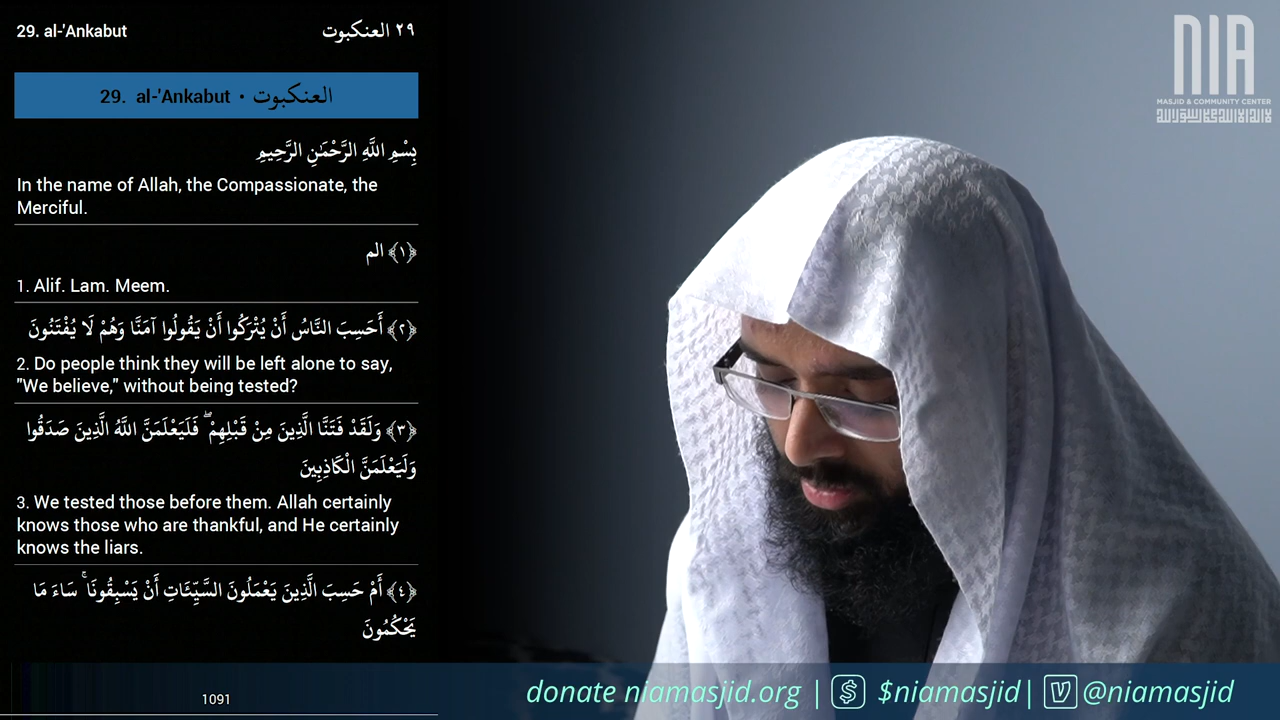 29. al-'Ankabut
٢٩ العنكبوت
29. al-'Ankabut • العنكبوت
بِسْمِ اللَّهِ الرَّحْمَٰنِ الرَّحِيمِ
In the name of Allah, the Compassionate, the
Merciful.
﴿١﴾ الم
1. Alif. Lam. Meem.
﴿٢﴾ أَحَسِبَ النَّاسُ أَنْ يُتْرَكُوا أَنْ يَقُولُوا آمَنَّا وَهُمْ لَا يُفْتَنُونَ
2. Do people think they will be left alone to say,
"We believe," without being tested?
﴿٣﴾ وَلَقَدْ فَتَنَّا الَّذِينَ مِنْ قَبْلِهِمْ ۖ فَلَيَعْلَمَنَّ اللَّهُ الَّذِينَ صَدَقُوا
وَلَيَعْلَمَنَّ الْكَاذِبِينَ
3. We tested those before them. Allah certainly
knows those who are thankful, and He certainly
knows the liars.
﴿٤﴾ أَمْ حَسِبَ الَّذِينَ يَعْمَلُونَ السَّيِّئَاتِ أَنْ يَسْبِقُونَا ۚ سَاءَ مَا
يَحْكُمُونَ
1091
NIA
MASJID & COMMUNITY CENTER
donate niamasjid.org | $ $niamasjid | V @niamasjid